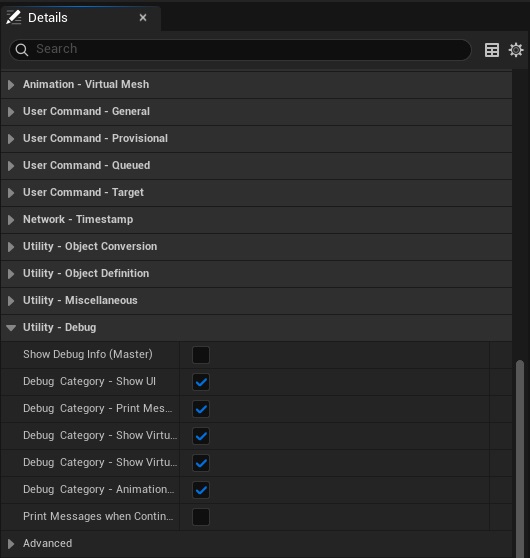 Details
Search
Animation - Virtual Mesh
User Command - General
User Command - Provisional
User Command - Queued
User Command - Target
Network - Timestamp
Utility - Object Conversion
Utility - Object Definition
Utility - Miscellaneous
Utility - Debug
Show Debug Info (Master)
Debug Category - Show UI
Debug Category - Print Mes...
Debug Category - Show Virtu...
Debug Category - Show Virtu...
Debug Category - Animation...
Print Messages when Contin...
Advanced